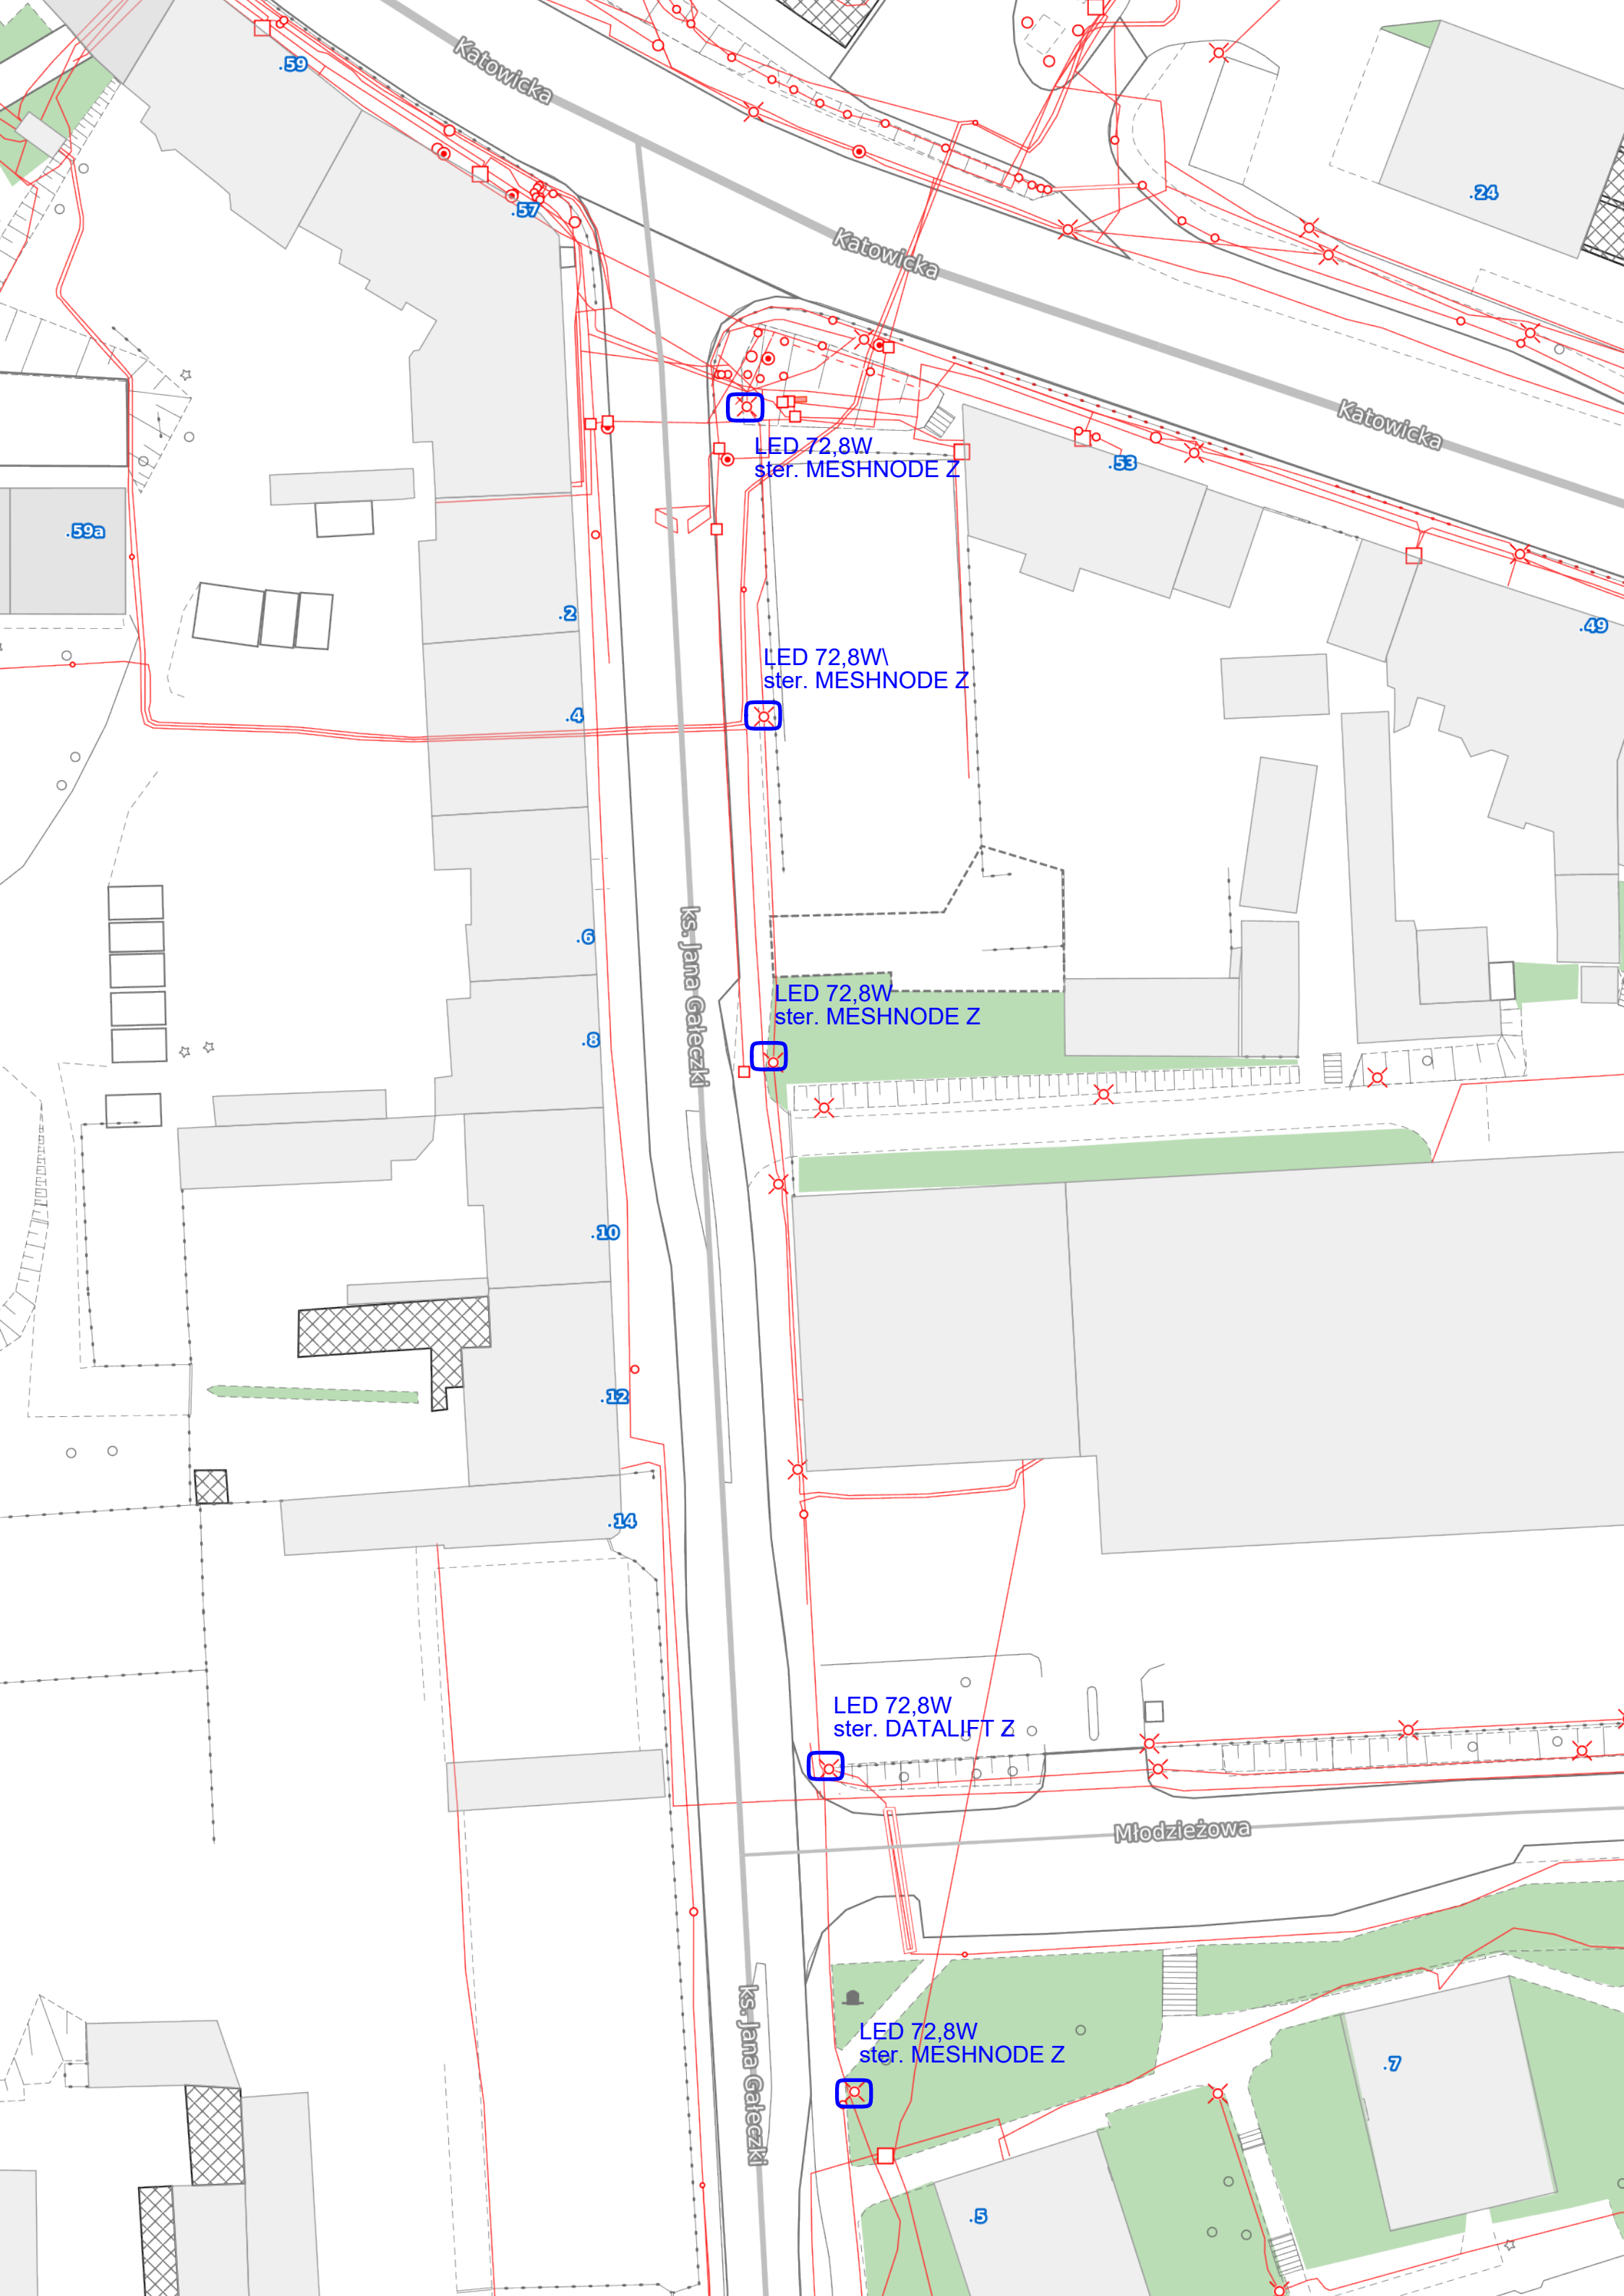 Katowicka
.59
.57
.24
Katowicka
Katowicka
LED 72,8W
ster. MESHNODE Z
.53
.59a
.2
.49
LED 72,8W\
ster. MESHNODE Z
.4
ks. Jana Gałeczki
.6
LED 72,8W
ster. MESHNODE Z
.8
.10
.12
.14
LED 72,8W
ster. DATALIFT Z
Młodzieżowa
ks. Jana Gałeczki
LED 72,8W
ster. MESHNODE Z
.7
.5